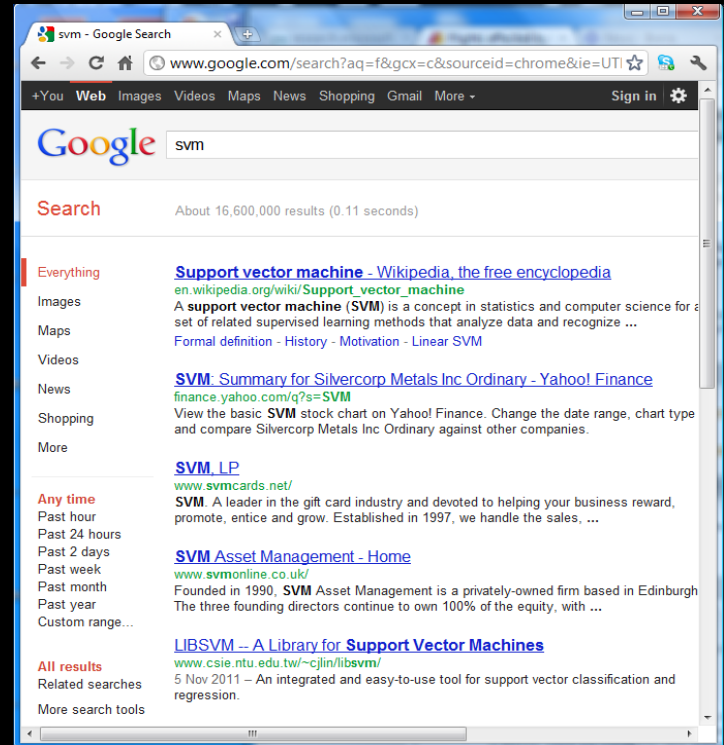 svm - Google Search
www.google.com/search?aq=f&gcx=c&sourceid=chrome&ie=UTI
+You Web Images Videos Maps News Shopping Gmail More Sign in
Google svm
Search About 16,600,000 results (0.11 seconds)
Everything
Images
Maps
Videos
News
Shopping
More
Any time
Past hour
Past 24 hours
Past 2 days
Past week
Past month
Past year
Custom range...
All results
Related searches
More search tools
Support vector machine - Wikipedia, the free encyclopedia
en.wikipedia.org/wiki/Support_vector_machine
A support vector machine (SVM) is a concept in statistics and computer science for a
set of related supervised learning methods that analyze data and recognize ...
Formal definition - History - Motivation - Linear SVM
SVM: Summary for Silvercorp Metals Inc Ordinary - Yahoo! Finance
finance.yahoo.com/q?s=SVM
View the basic SVM stock chart on Yahoo! Finance. Change the date range, chart type
and compare Silvercorp Metals Inc Ordinary against other companies.
SVM, LP
www.svmcards.net/
SVM. A leader in the gift card industry and devoted to helping your business reward,
promote, entice and grow. Established in 1997, we handle the sales, ...
SVM Asset Management - Home
www.svmonline.co.uk/
Founded in 1990, SVM Asset Management is a privately-owned firm based in Edinburgh
The three founding directors continue to own 100% of the equity, with ...
LIBSVM -- A Library for Support Vector Machines
www.csie.ntu.edu.tw/~cjlin/libsvm/
5 Nov 2011 – An integrated and easy-to-use tool for support vector classification and
regression.